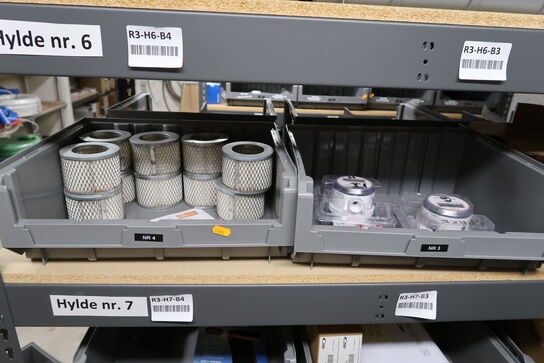 Hylde nr. 6
R3-H6-B4
R3-H6-B3
NR 4
NR 3
Hylde nr. 7
R3-H7-B4
R3-H7-B3